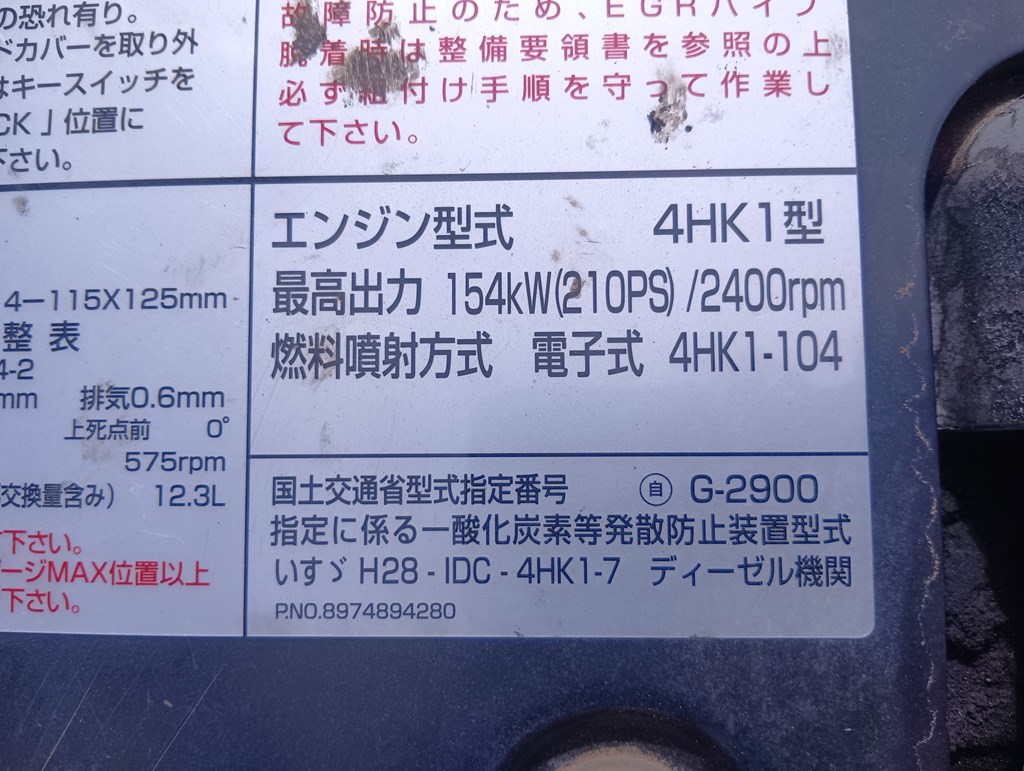 の恐れ有り。
ドカバーを取り外
はキースイッチを
CK」位置に
下さい。
故障防止のため、EGRパイプ
脱着時は整備要領書を参照の上
必ず組付け手順を守って作業し
て下さい。
4−115X125mm
整表
4-2
mm 排気0.6mm
上死点前 0°
575rpm
交換量含み) 12.3L
下さい。
ージMAX位置以上
下さい。
エンジン型式 4HK1型
最高出力 154kW(210PS)/2400rpm
燃料噴射方式 電子式 4HK1-104
国土交通省型式指定番号 自 G-2900
指定に係る一酸化炭素等発散防止装置型式
いすゞ H28 - IDC - 4HK1-7 ディーゼル機関
P.NO.8974894280